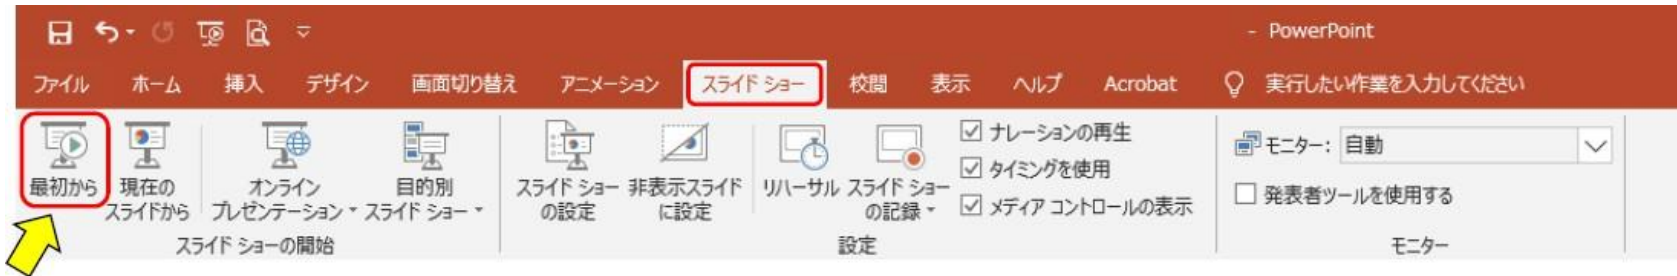 - PowerPoint
ファイル ホーム 挿入 デザイン 画面切り替え アニメーション スライド ショー 校閲 表示 ヘルプ Acrobat 実行したい作業を入力してください
最初から
現在の
スライドから
オンライン
プレゼンテーション
目的別
スライド ショー
スライド ショーの開始
スライド ショー
の設定
非表示スライド
に設定
リハーサル
スライド ショー
の記録
ナレーションの再生
タイミングを使用
メディア コントロールの表示
設定
モニター: 自動
発表者ツールを使用する
モニター